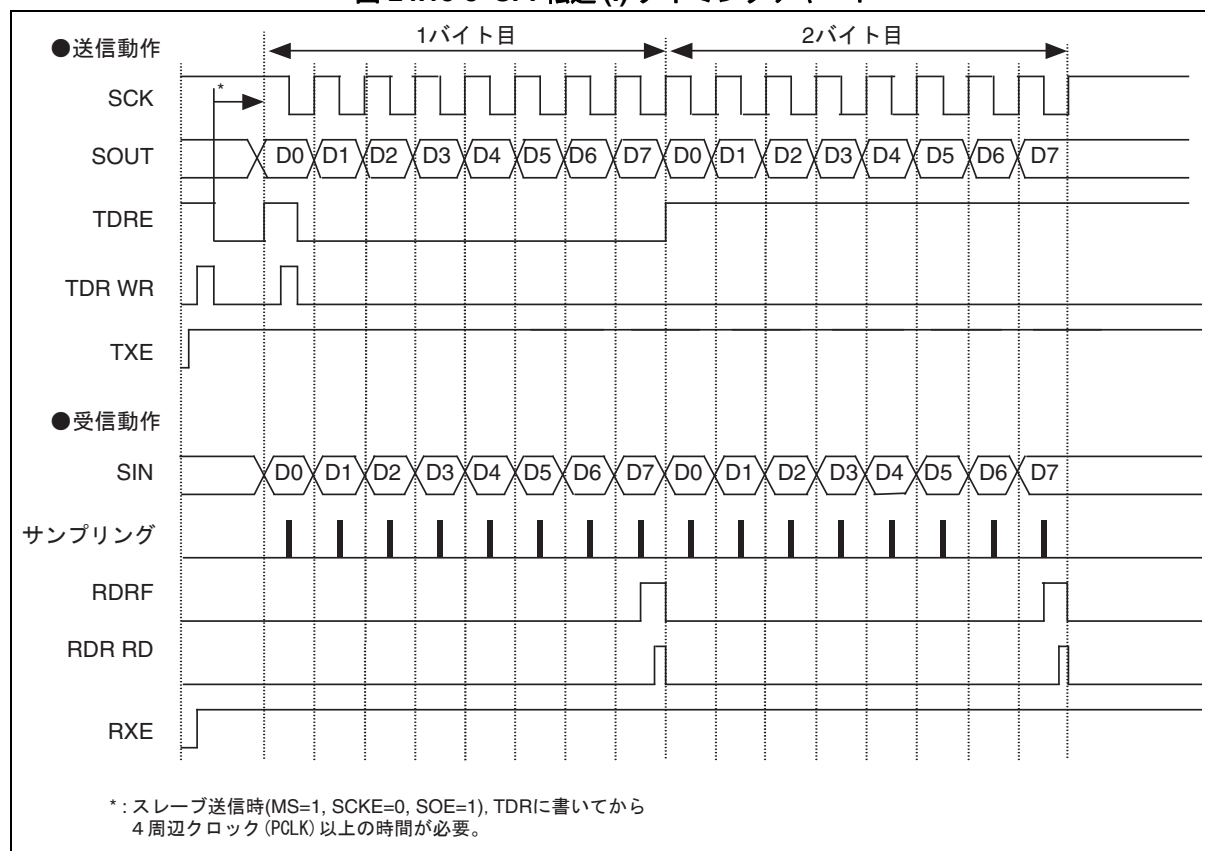 ●送信動作
1バイト目
2バイト目
SCK
*
SOUT
D0 D1 D2 D3 D4 D5 D6 D7 D0 D1 D2 D3 D4 D5 D6 D7
TDRE
TDR WR
TXE
●受信動作
SIN
D0 D1 D2 D3 D4 D5 D6 D7 D0 D1 D2 D3 D4 D5 D6 D7
サンプリング
RDRF
RDR RD
RXE
* : スレーブ送信時(MS=1, SCKE=0, SOE=1), TDRに書いてから
4周辺クロック(PCLK)以上の時間が必要。